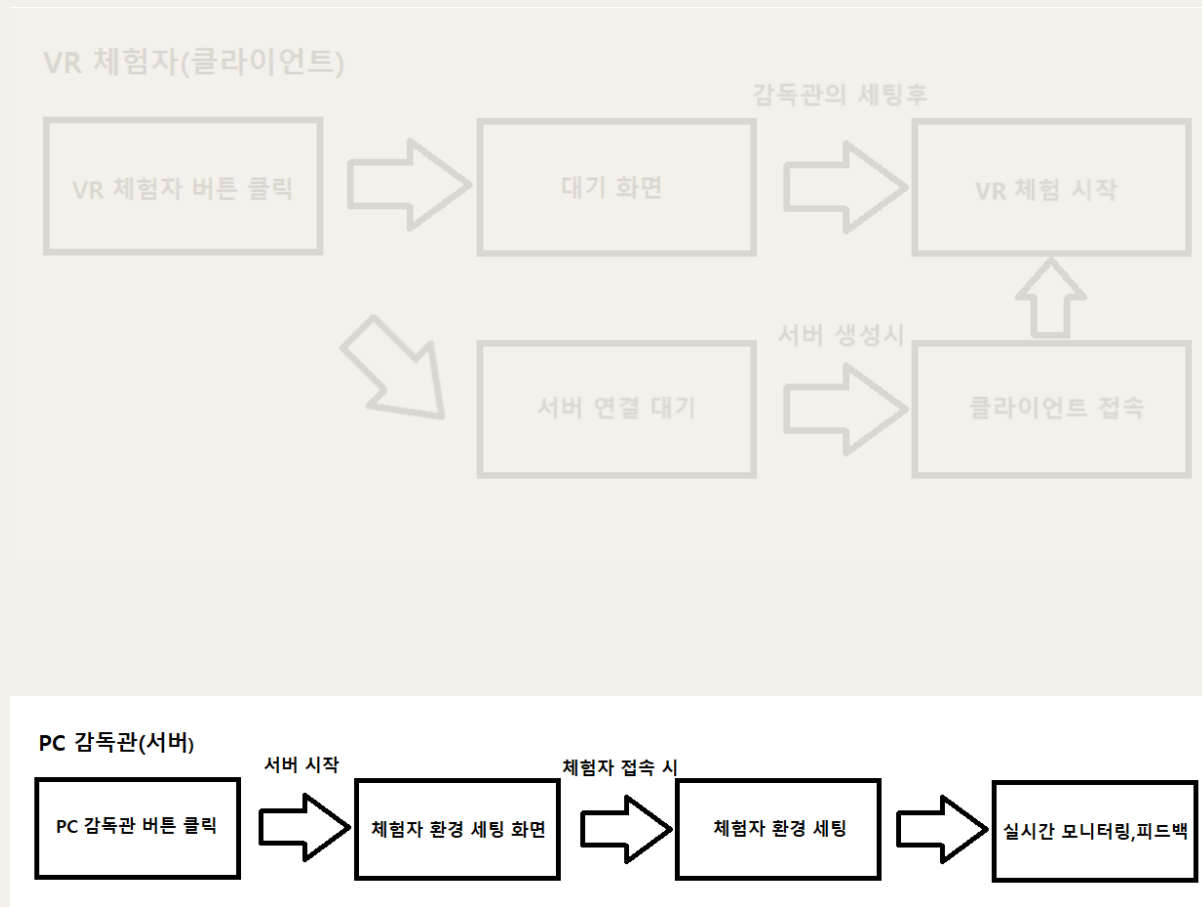 VR 체험자(클라이언트)
감독관의 세팅후
VR 체험자 버튼 클릭
대기 화면
VR 체험 시작
서버 생성시
서버 연결 대기
클라이언트 접속
PC 감독관(서버)
서버 시작
체험자 접속 시
PC 감독관 버튼 클릭
체험자 환경 세팅 화면
체험자 환경 세팅
실시간 모니터링,피드백